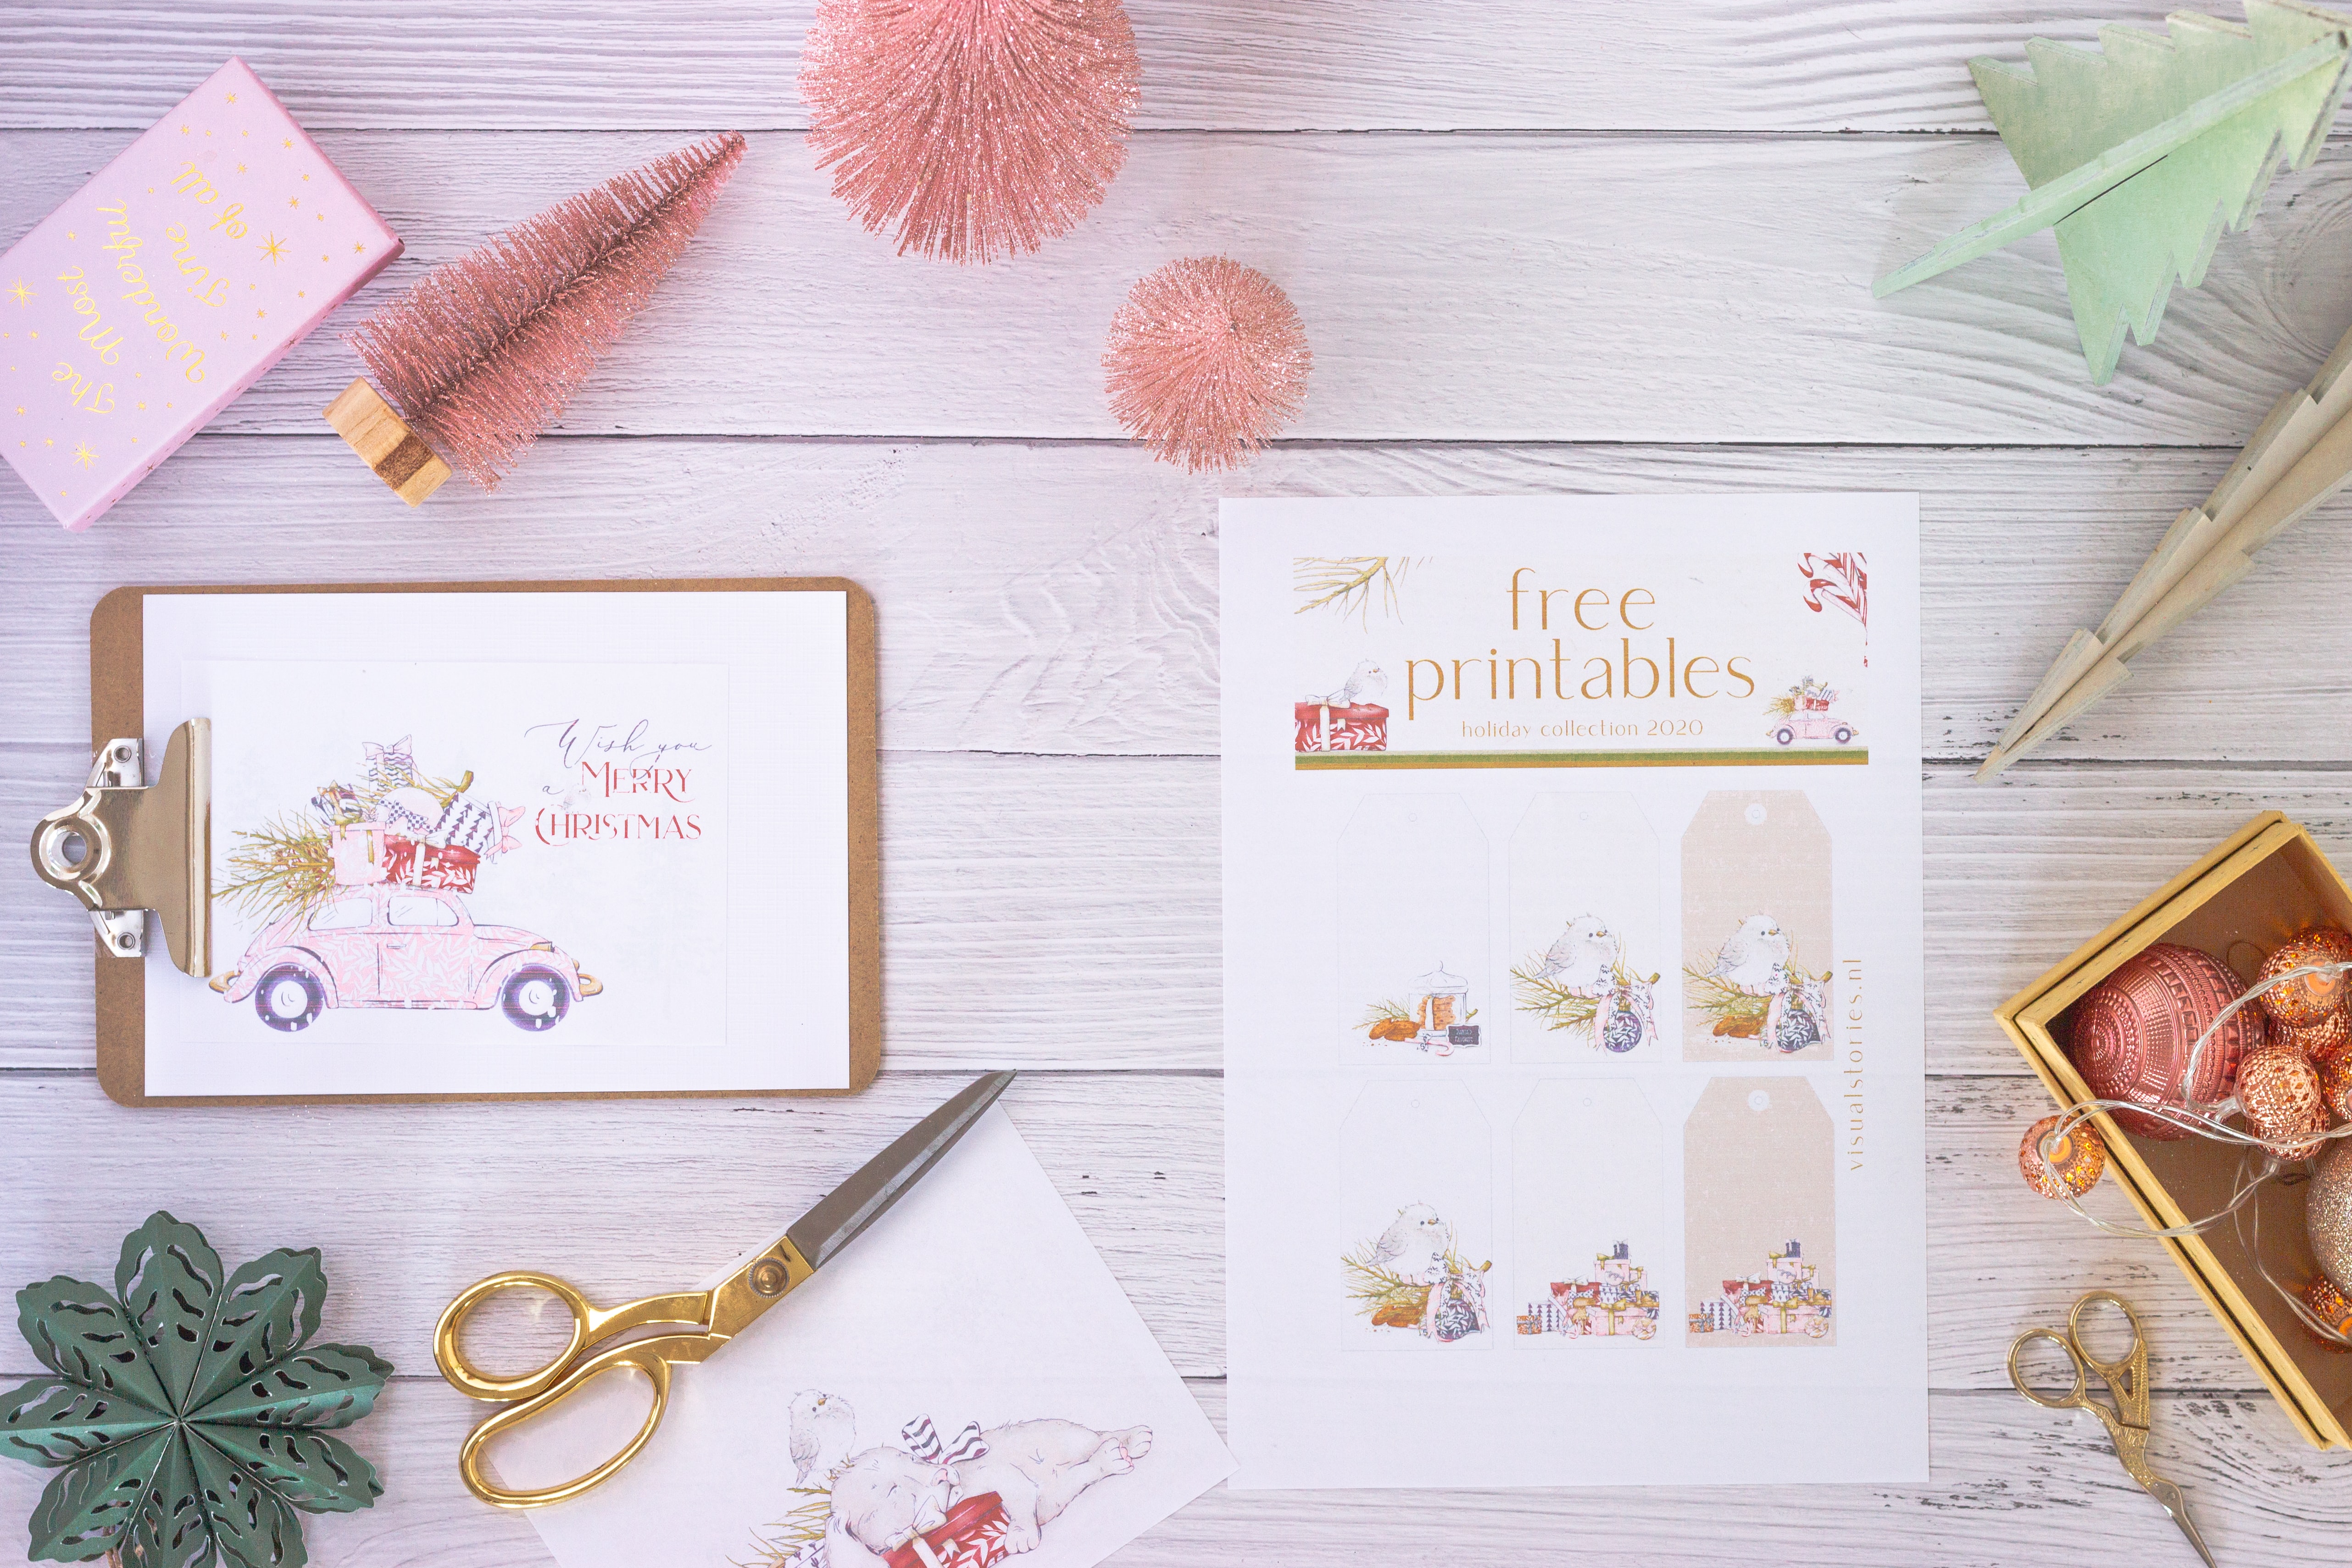 The Most
Wonderful
Time
of all
Wish you
a MERRY
CHRISTMAS
free
printables
holiday collection 2020
visualstories.nl